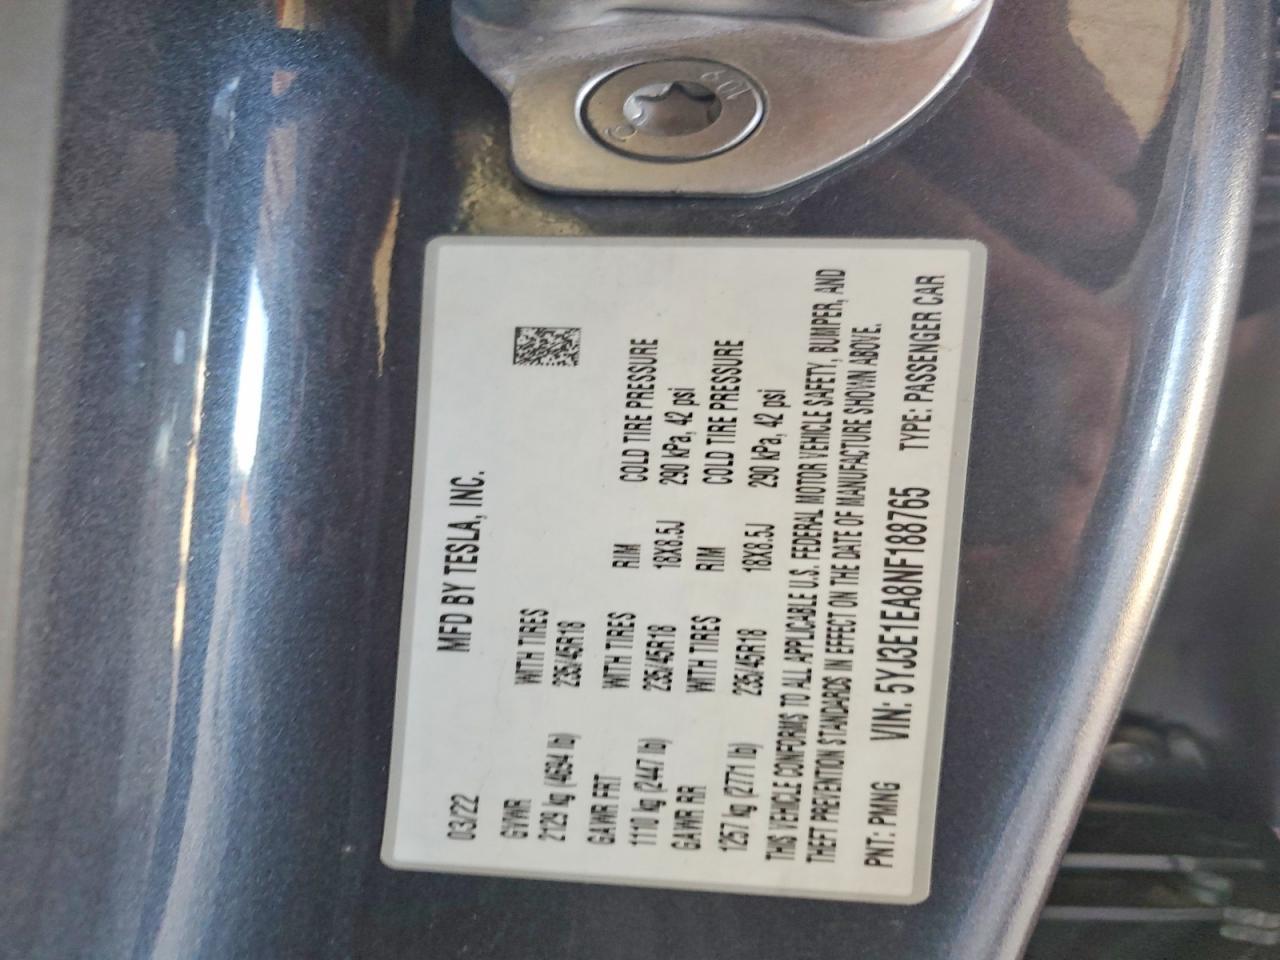 MFD BY TESLA, INC.
03/22
GVWR WITH TIRES
2129 kg (4694 lb) 235/45R18
GAWR FRT WITH TIRES RIM COLD TIRE PRESSURE
1110 kg (2447 lb) 235/45R18 18X8.5J 290 kPa, 42 psi
GAWR RR WITH TIRES RIM COLD TIRE PRESSURE
1257 kg (2771 lb) 235/45R18 18X8.5J 290 kPa, 42 psi
THIS VEHICLE CONFORMS TO ALL APPLICABLE U.S. FEDERAL MOTOR VEHICLE SAFETY, BUMPER, AND
THEFT PREVENTION STANDARDS IN EFFECT ON THE DATE OF MANUFACTURE SHOWN ABOVE.
PNT: PMNG VIN: 5YJ3E1EA8NF188765 TYPE: PASSENGER CAR
10.9